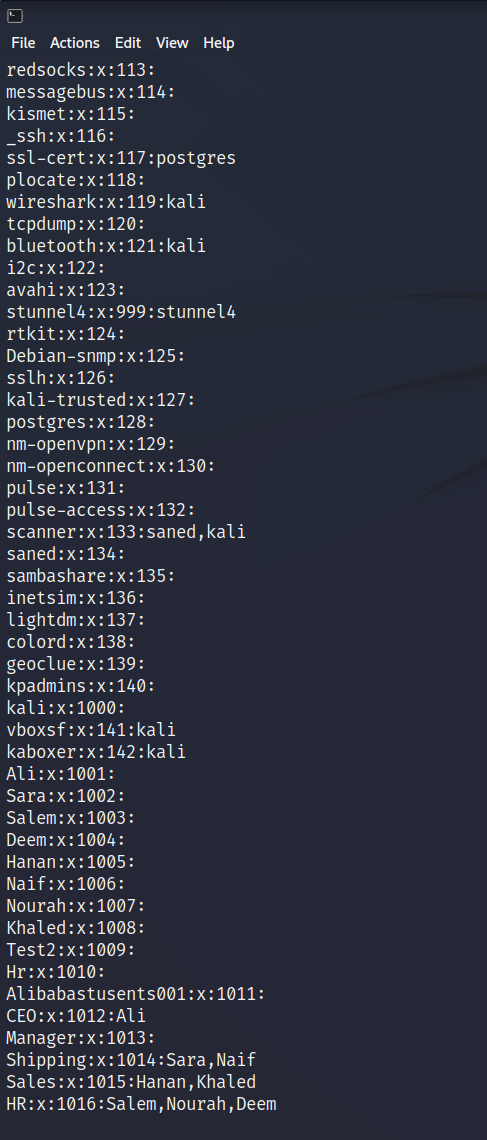 File Actions Edit View Help
redsocks:x:113:
messagebus:x:114:
kismet:x:115:
_ssh:x:116:
ssl-cert:x:117:postgres
plocate:x:118:
wireshark:x:119:kali
tcpdump:x:120:
bluetooth:x:121:kali
i2c:x:122:
avahi:x:123:
stunnel4:x:999:stunnel4
rtkit:x:124:
Debian-snmp:x:125:
sslh:x:126:
kali-trusted:x:127:
postgres:x:128:
nm-openvpn:x:129:
nm-openconnect:x:130:
pulse:x:131:
pulse-access:x:132:
scanner:x:133:saned,kali
saned:x:134:
sambashare:x:135:
inetsim:x:136:
lightdm:x:137:
colord:x:138:
geoclue:x:139:
kpadmins:x:140:
kali:x:1000:
vboxsf:x:141:kali
kaboxer:x:142:kali
Ali:x:1001:
Sara:x:1002:
Salem:x:1003:
Deem:x:1004:
Hanan:x:1005:
Naif:x:1006:
Nourah:x:1007:
Khaled:x:1008:
Test2:x:1009:
Hr:x:1010:
Alibabastusents001:x:1011:
CEO:x:1012:Ali
Manager:x:1013:
Shipping:x:1014:Sara,Naif
Sales:x:1015:Hanan,Khaled
HR:x:1016:Salem,Nourah,Deem